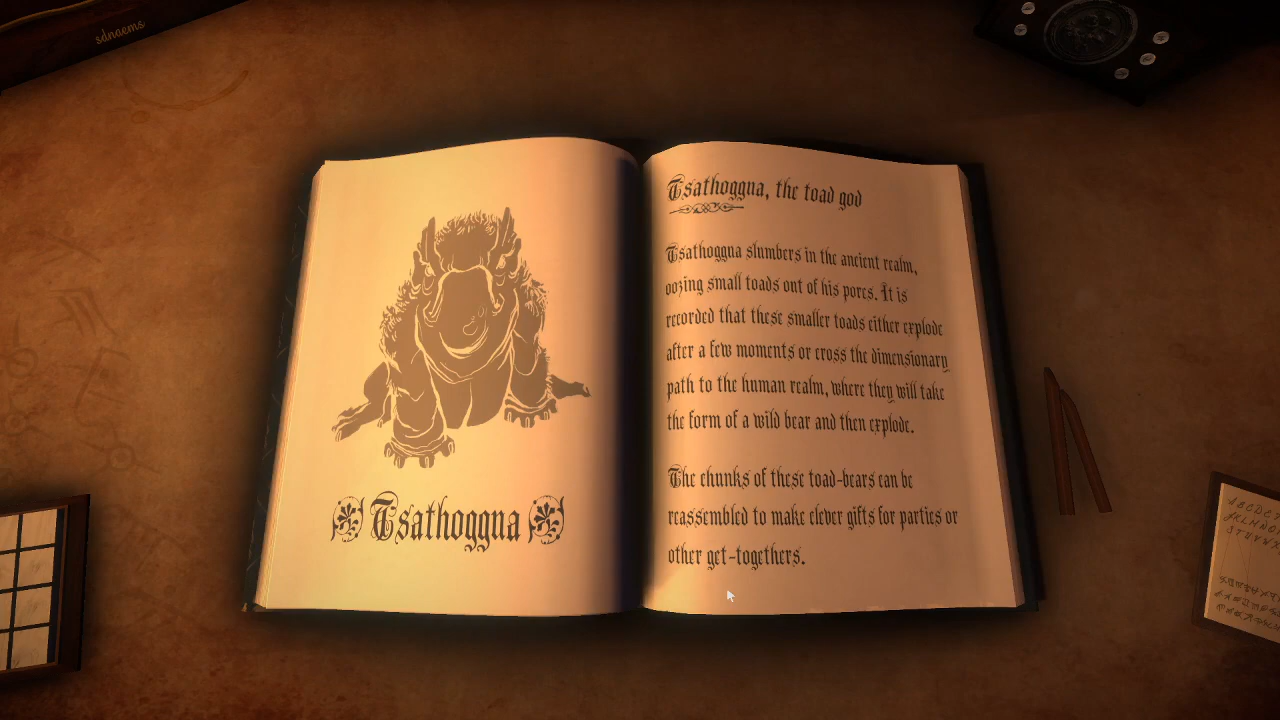 sdnaems
Tsathoggna
Tsathoggna, the toad god
Tsathoggna slumbers in the ancient realm,
oozing small toads out of his pores. It is
recorded that these smaller toads either explode
after a few moments or cross the dimensionary
path to the human realm, where they will take
the form of a wild bear and then explode.
The chunks of these toad-bears can be
reassembled to make clever gifts for parties or
other get-togethers.